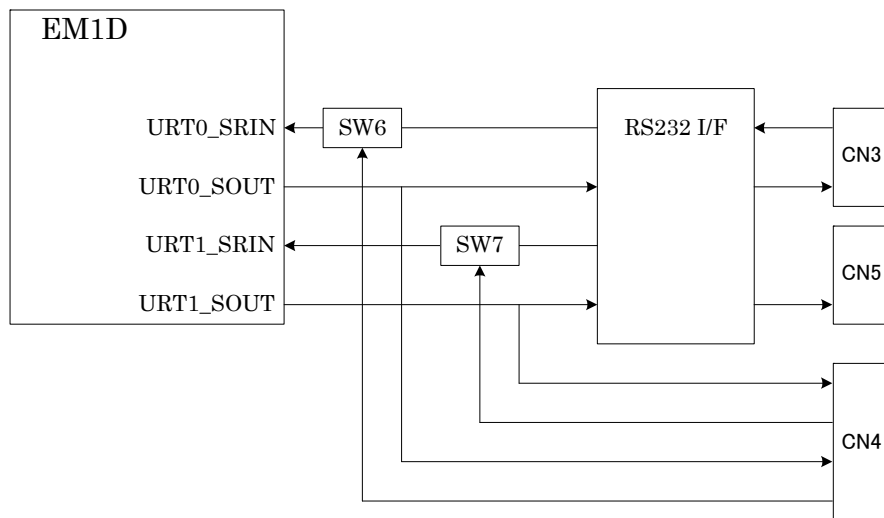 EM1D
URT0_SRIN
SW6
RS232 I/F
CN3
URT0_SOUT
URT1_SRIN
SW7
CN5
URT1_SOUT
CN4